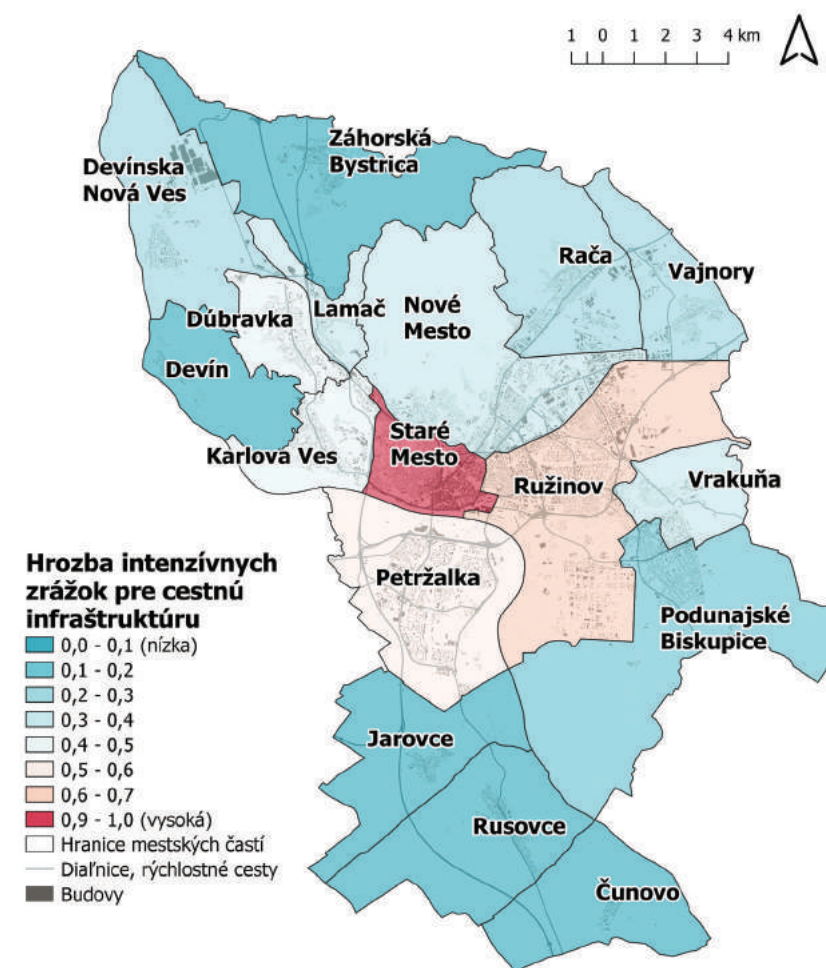 1 0 1 2 3 4 km
Záhorská
Bystrica
Devínska
Nová Ves
Rača
Vajnory
Lamač
Nové
Mesto
Dúbravka
Devín
Staré
Mesto
Karlova Ves
Ružinov
Vrakuňa
Petržalka
Podunajské
Biskupice
Jarovce
Rusovce
Čunovo
Hrozba intenzívnych
zrážok pre cestnú
infraštruktúru
0,0 - 0,1 (nízka)
0,1 - 0,2
0,2 - 0,3
0,3 - 0,4
0,4 - 0,5
0,5 - 0,6
0,6 - 0,7
0,9 - 1,0 (vysoká)
Hranice mestských častí
Diaľnice, rýchlostné cesty
Budovy